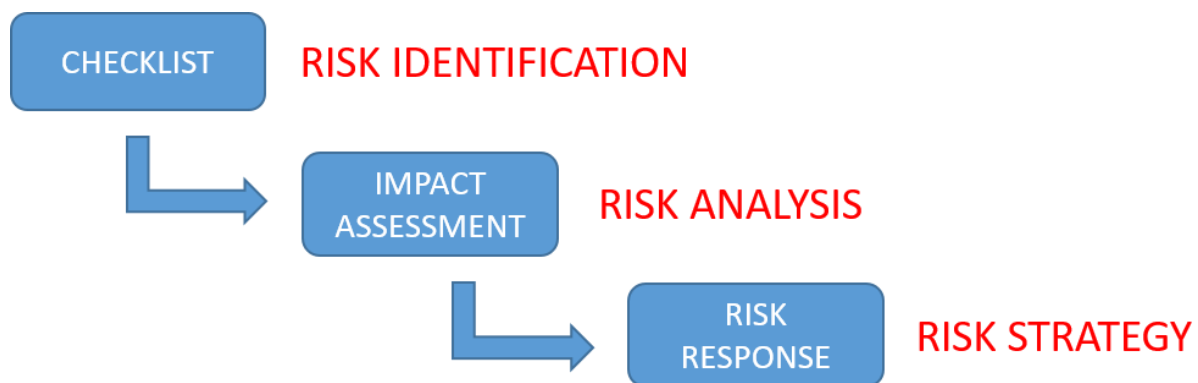 CHECKLIST
RISK IDENTIFICATION
IMPACT
ASSESSMENT
RISK ANALYSIS
RISK
RESPONSE
RISK STRATEGY